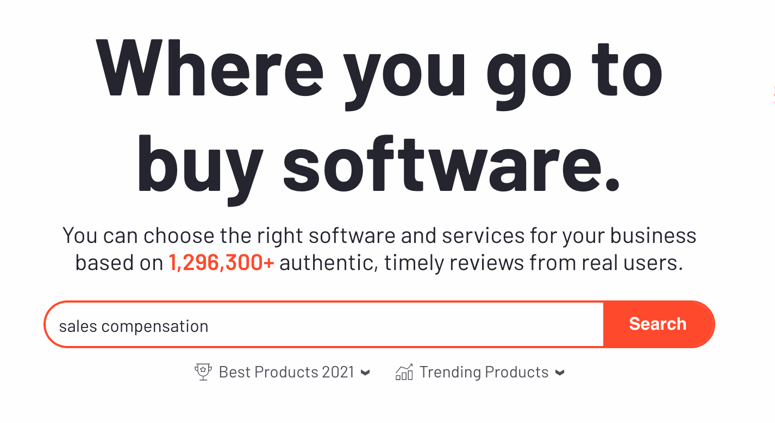 Where you go to
buy software.
You can choose the right software and services for your business
based on 1,296,300+ authentic, timely reviews from real users.
sales compensation
Search
Best Products 2021
Trending Products